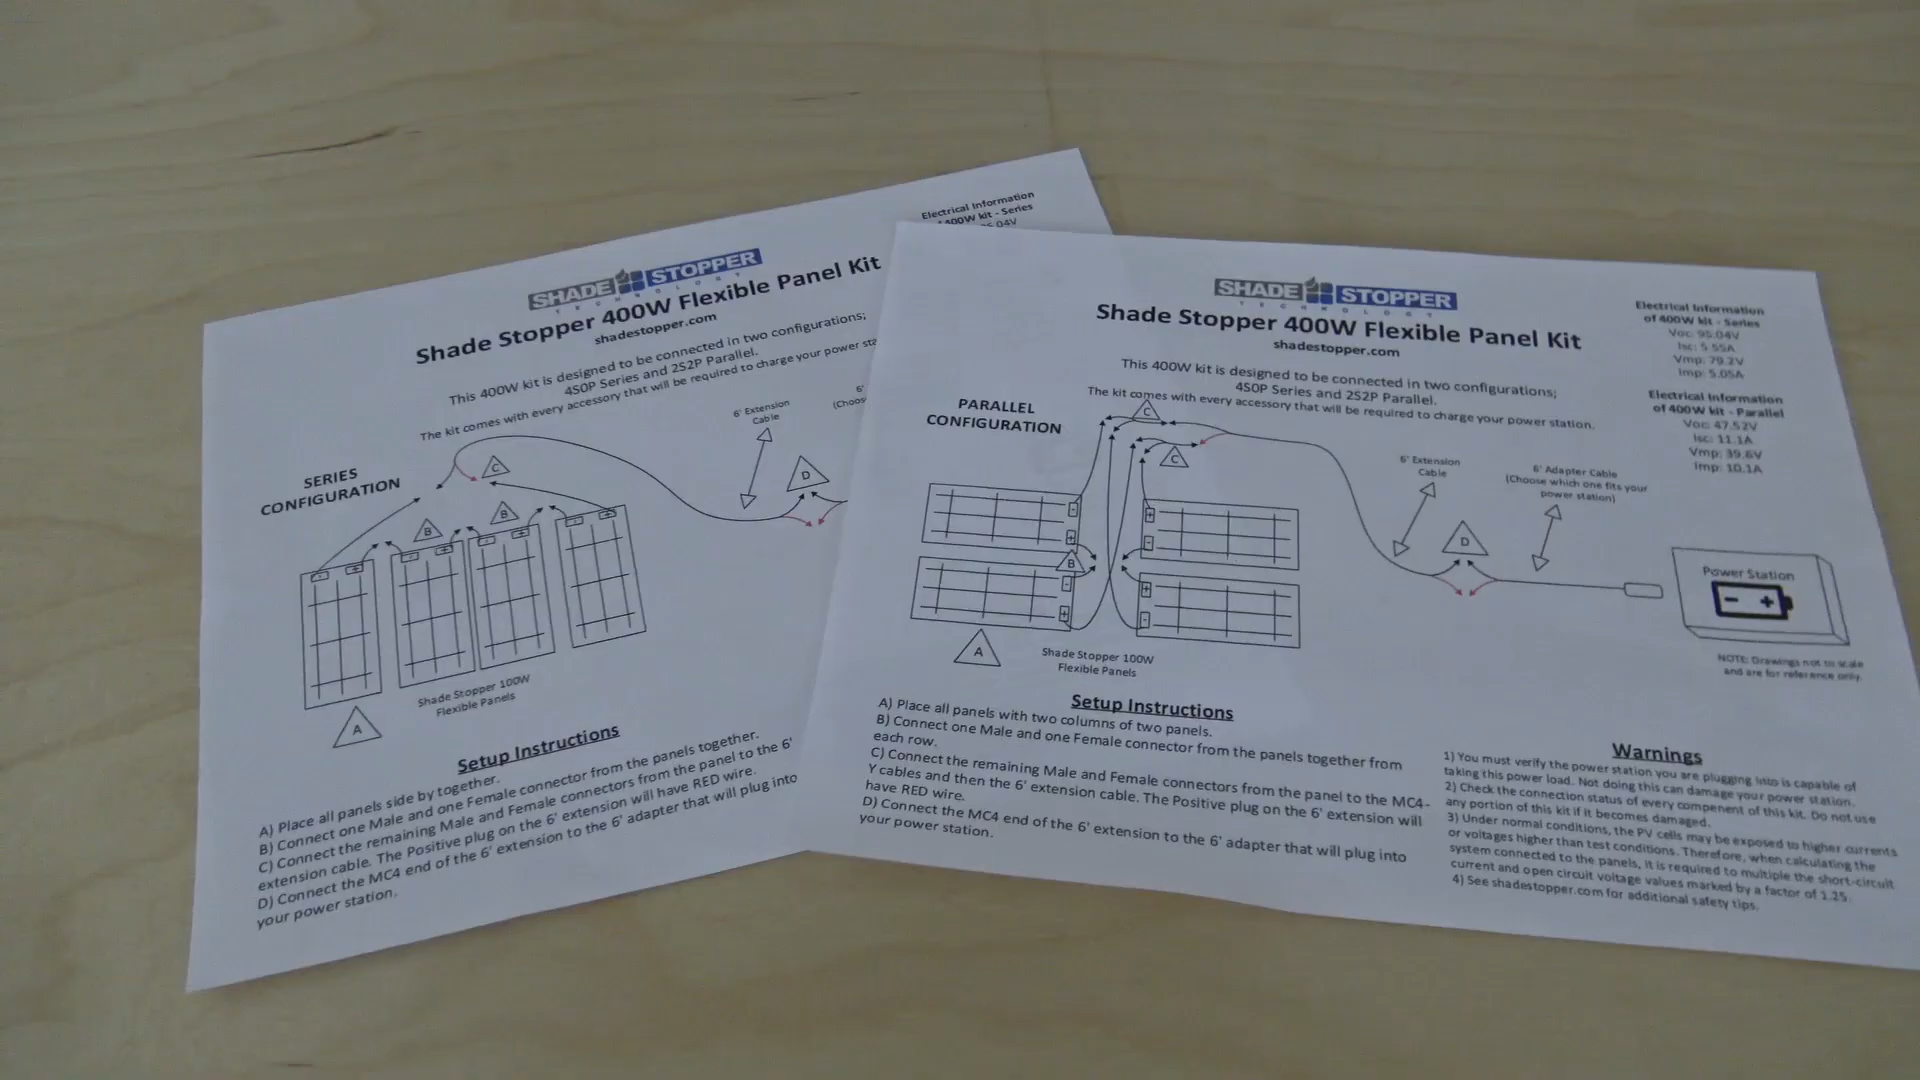 SHADE STOPPER
TECHNOLOGY
Shade Stopper 400W Flexible Panel Kit
shadestopper.com
This 400W kit is designed to be connected in two configurations;
4S0P Series and 2S2P Parallel.
The kit comes with every accessory that will be required to charge your power
Electrical Information
400W kit - Series
SERIES
CONFIGURATION
6' Extension
Cable
6'
(Choos
A
B
B
C
D
- +
- +
- +
- +
Shade Stopper 100W
Flexible Panels
Setup Instructions
A) Place all panels side by together.
B) Connect one Male and one Female connector from the panels together.
C) Connect the remaining Male and Female connectors from the panel to the 6'
extension cable. The Positive plug on the 6' extension will have RED wire.
D) Connect the MC4 end of the 6' extension to the 6' adapter that will plug into
your power station.
SHADE STOPPER
TECHNOLOGY
Shade Stopper 400W Flexible Panel Kit
shadestopper.com
This 400W kit is designed to be connected in two configurations;
4S0P Series and 2S2P Parallel.
The kit comes with every accessory that will be required to charge your power station.
Electrical Information
of 400W kit - Series
Voc: 95.04V
Isc: 5.55A
Vmp: 79.2V
Imp: 5.05A
Electrical Information
of 400W kit - Parallel
Voc: 47.52V
Isc: 11.1A
Vmp: 39.6V
Imp: 10.1A
PARALLEL
CONFIGURATION
C
C
B
A
D
- +
- +
+ -
+ -
6' Extension
Cable
6' Adapter Cable
(Choose which one fits your
power station)
Power Station
- +
NOTE: Drawings not to scale
and are for reference only.
Shade Stopper 100W
Flexible Panels
Setup Instructions
A) Place all panels with two columns of two panels.
B) Connect one Male and one Female connector from the panels together from
each row.
C) Connect the remaining Male and Female connectors from the panel to the MC4-
Y cables and then the 6' extension cable. The Positive plug on the 6' extension will
have RED wire.
D) Connect the MC4 end of the 6' extension to the 6' adapter that will plug into
your power station.
Warnings
1) You must verify the power station you are plugging into is capable of
taking this power load. Not doing this can damage your power station.
2) Check the connection status of every component of this kit. Do not use
any portion of this kit if it becomes damaged.
3) Under normal conditions, the PV cells may be exposed to higher currents
or voltages higher than test conditions. Therefore, when calculating the
system connected to the panels, it is required to multiple the short-circuit
current and open circuit voltage values marked by a factor of 1.25.
4) See shadestopper.com for additional safety tips.